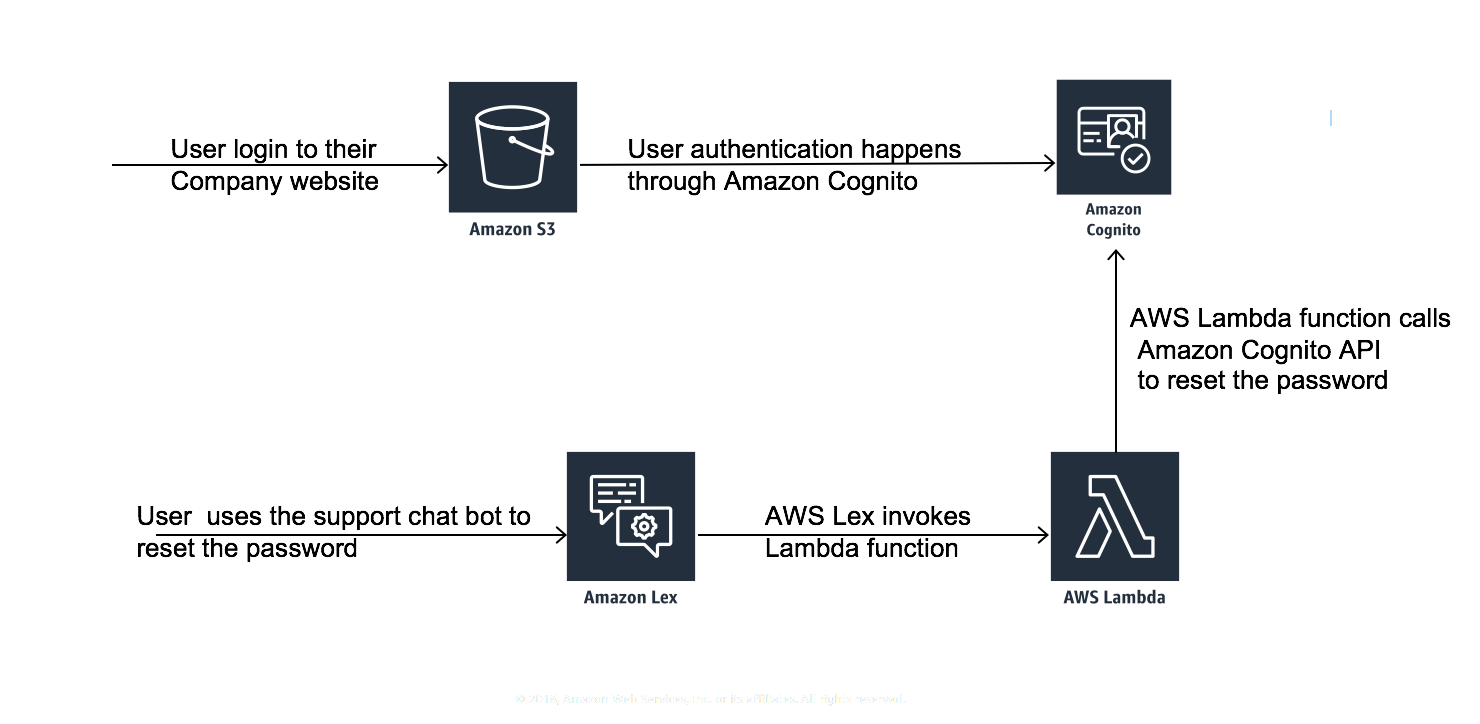 User login to their
Company website
Amazon S3
User authentication happens
through Amazon Cognito
Amazon
Cognito
AWS Lambda function calls
Amazon Cognito API
to reset the password
User  uses the support chat bot to
reset the password
Amazon Lex
AWS Lex invokes
Lambda function
AWS Lambda
© 2018, Amazon Web Services, Inc. or its affiliates. All rights reserved.